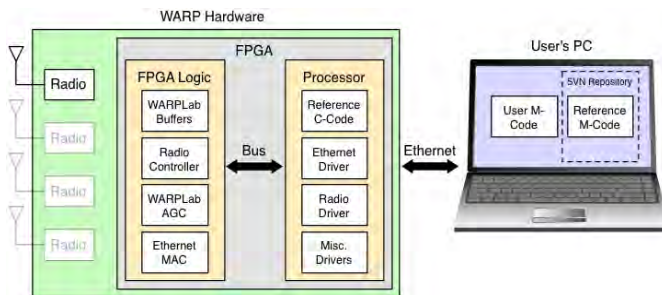 WARP Hardware
FPGA
User's PC
Radio
Radio
Radio
Radio
FPGA Logic
WARPLab
Buffers
Radio
Controller
WARPLab
AGC
Ethernet
MAC
Bus
Processor
Reference
C-Code
Ethernet
Driver
Radio
Driver
Misc.
Drivers
Ethernet
SVN Repository
User M-
Code
Reference
M-Code